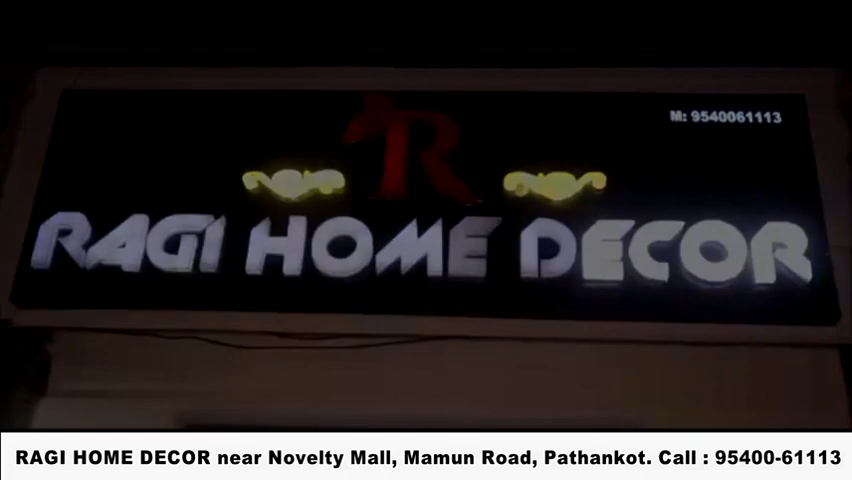 R
M: 9540061113
RAGI HOME DECOR
RAGI HOME DECOR near Novelty Mall, Mamun Road, Pathankot. Call : 95400-61113